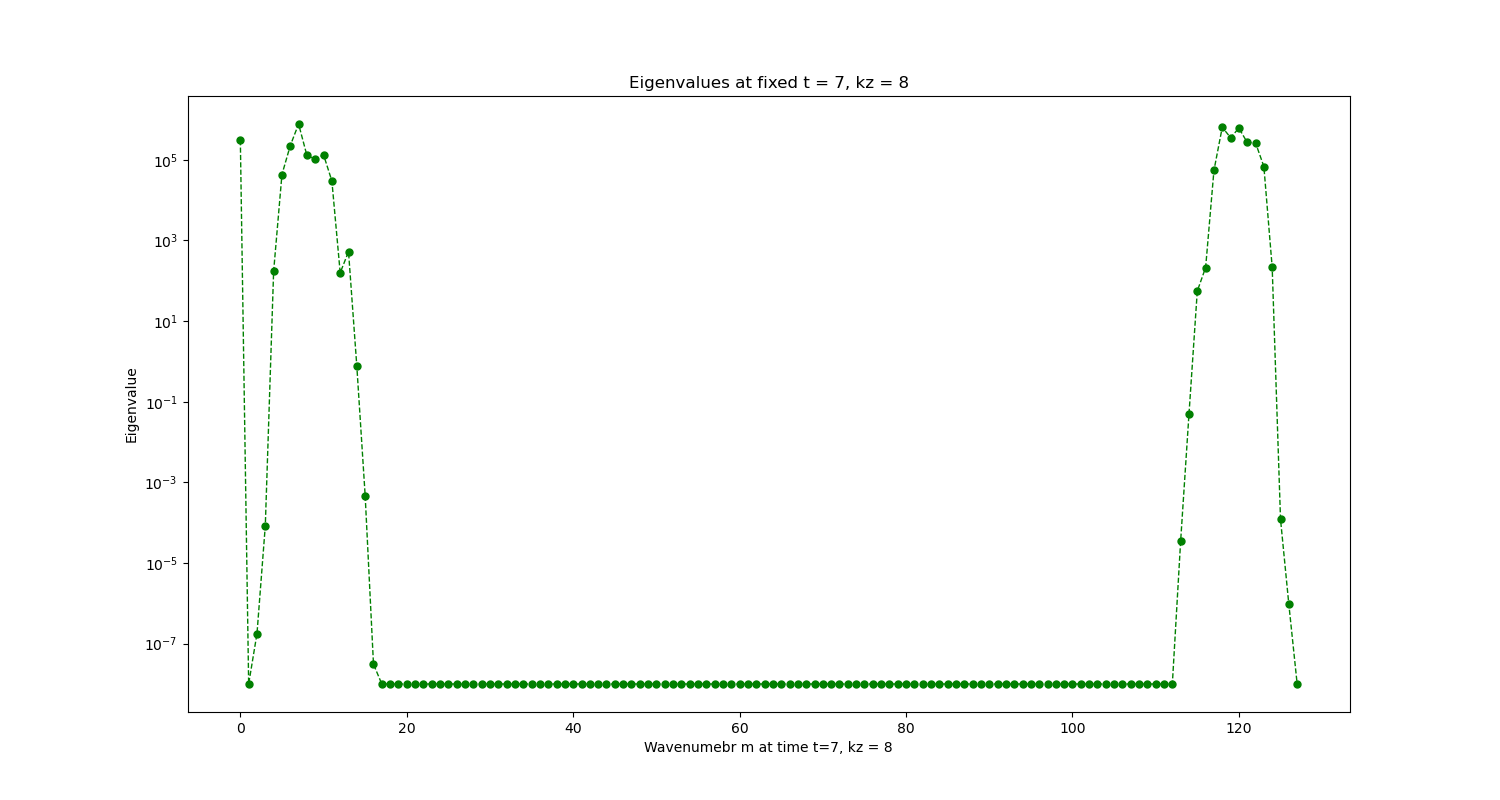 Eigenvalues at fixed t = 7, kz = 8
Eigenvalue
10^5
10^3
10^1
10^-1
10^-3
10^-5
10^-7
0 20 40 60 80 100 120
Wavenumebr m at time t=7, kz = 8